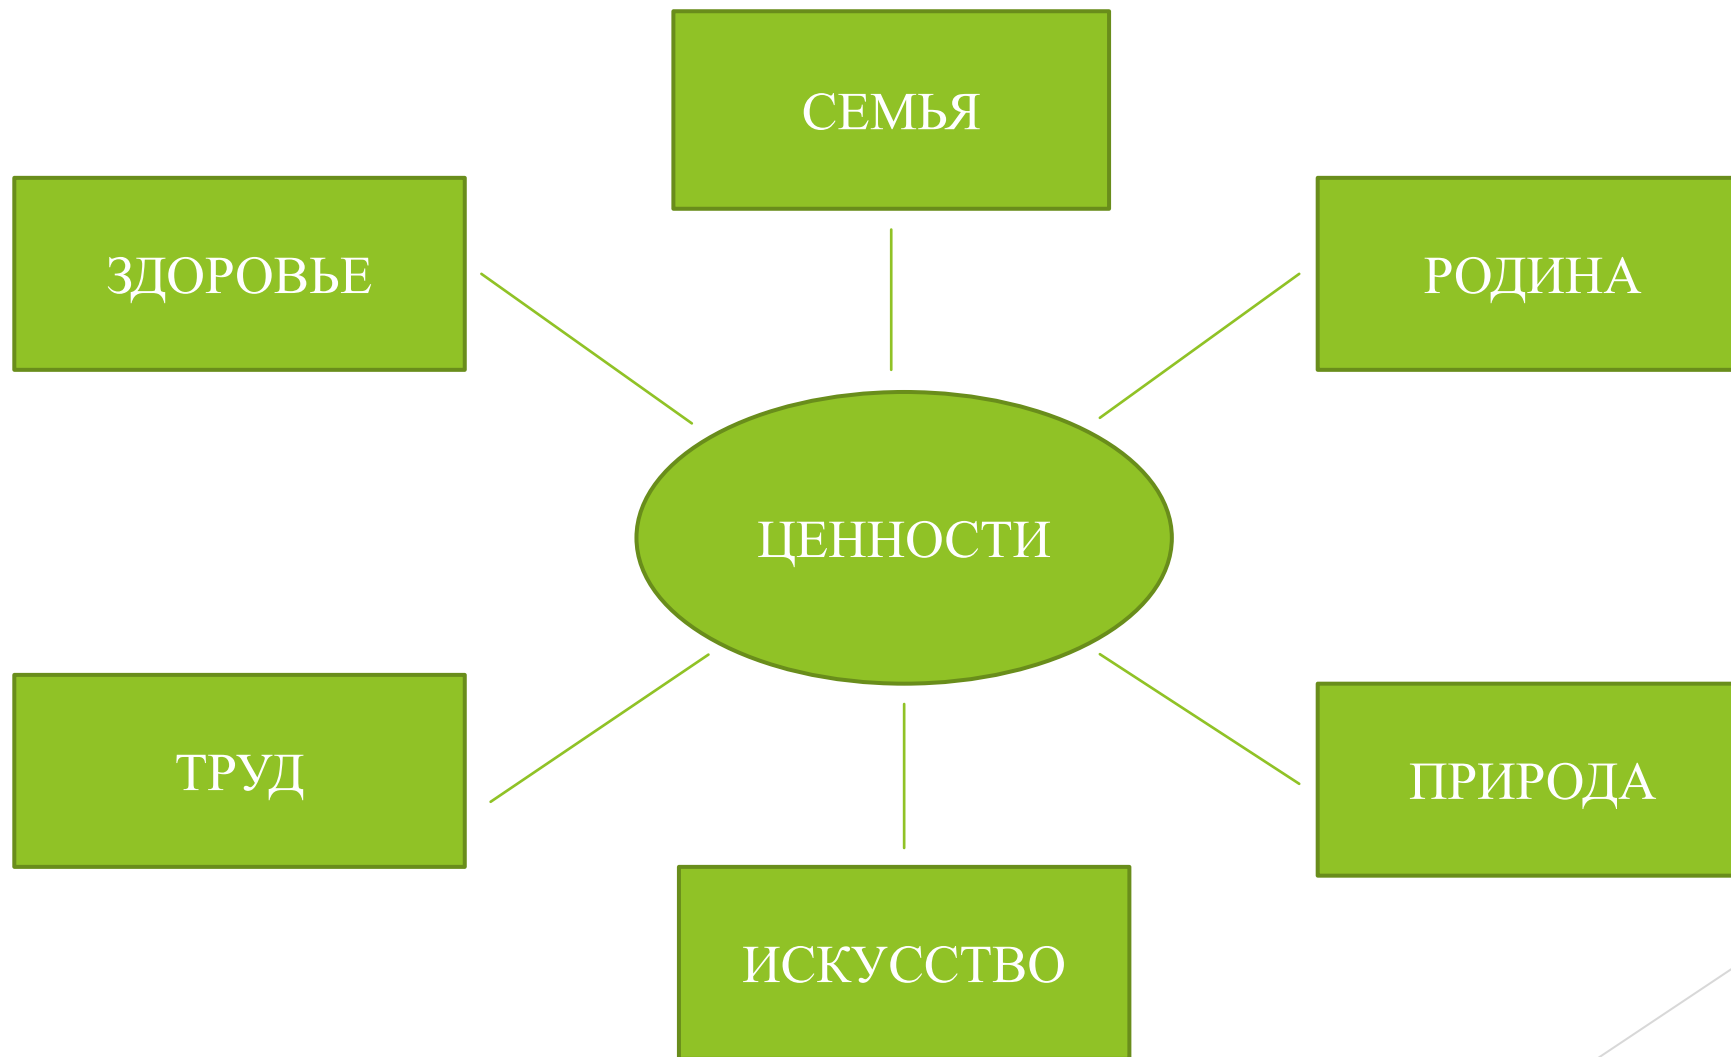 СЕМЬЯ
ЗДОРОВЬЕ
РОДИНА
ЦЕННОСТИ
ТРУД
ПРИРОДА
ИСКУССТВО